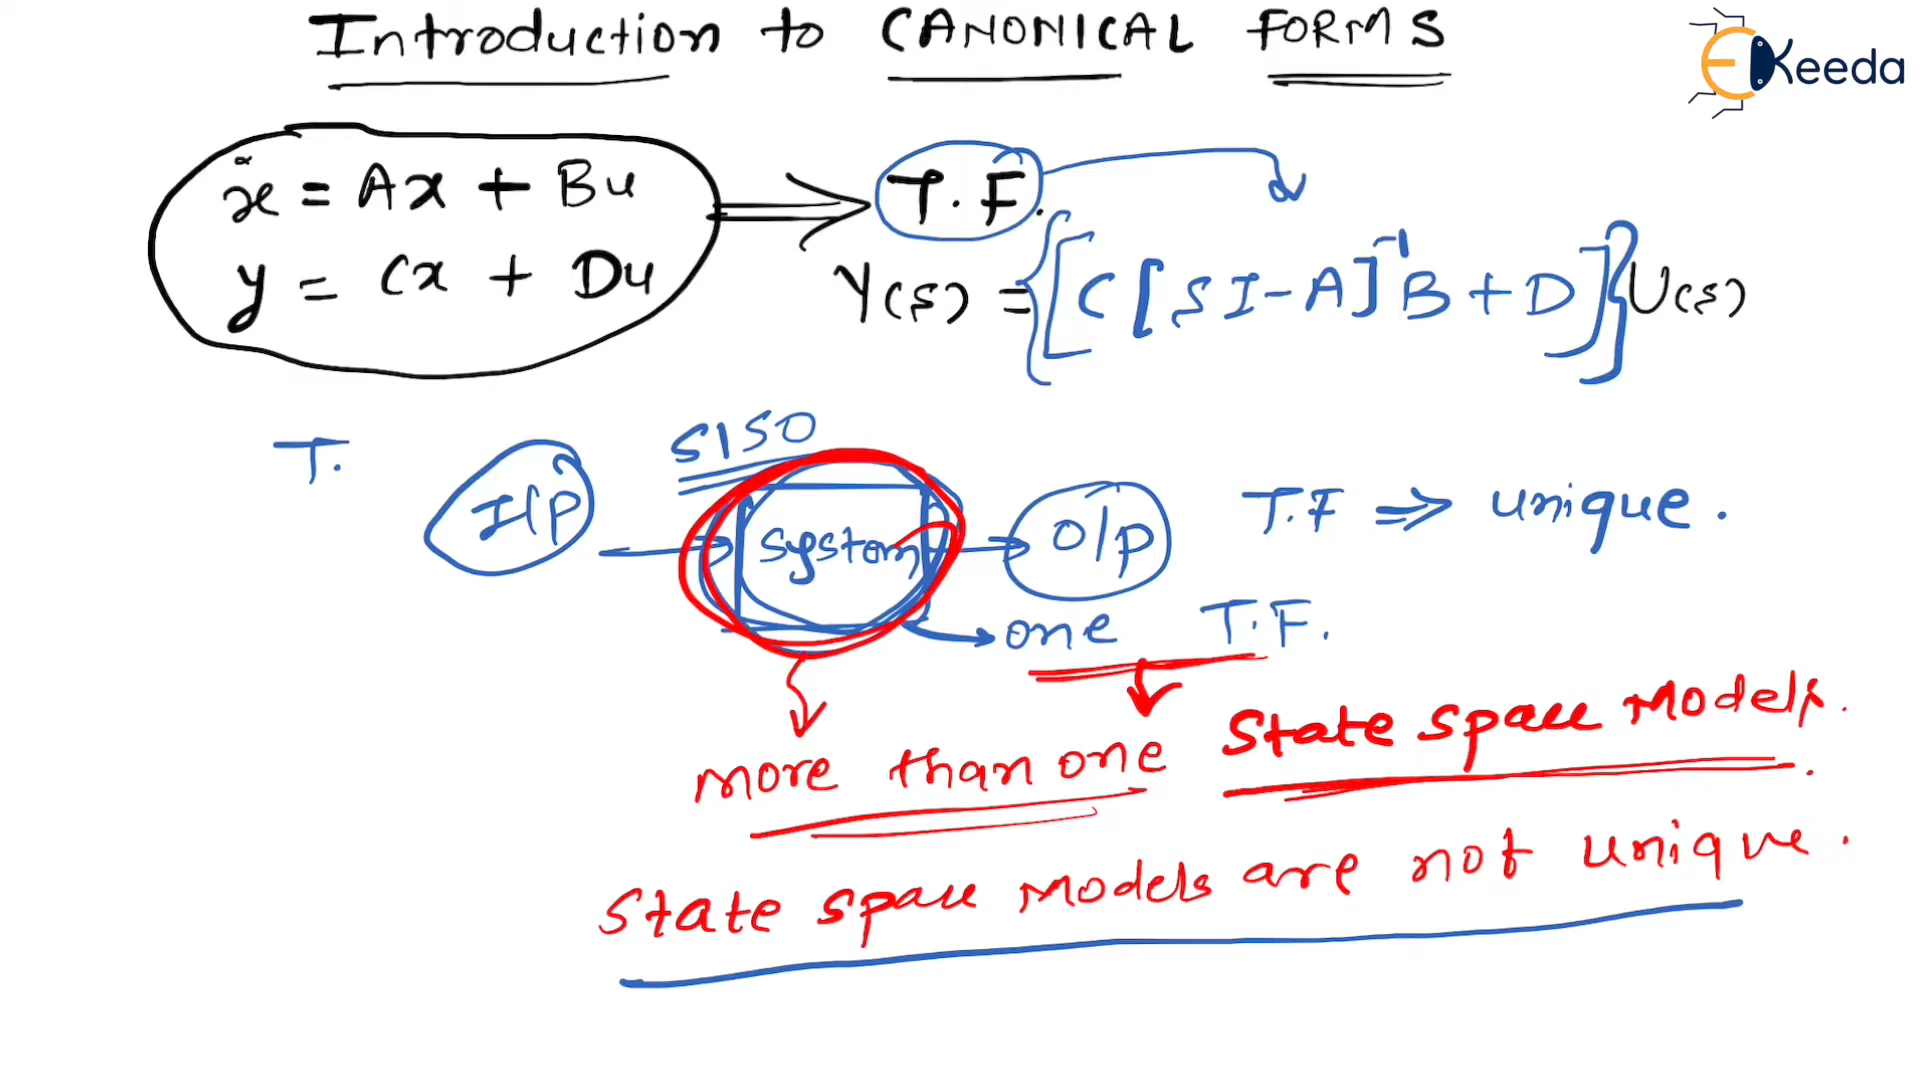 Introduction to CANONICAL FORMS
EKeeda
ẋ = Ax + Bu
T.F.
y = Cx + Du
Y(s) = {[C[SI-A]⁻¹B + D]}U(s)
SISO
T.
I/p
system
O/p
T.F ⇒ unique.
one T.F.
more than one State space Models.
State space Models are not unique.